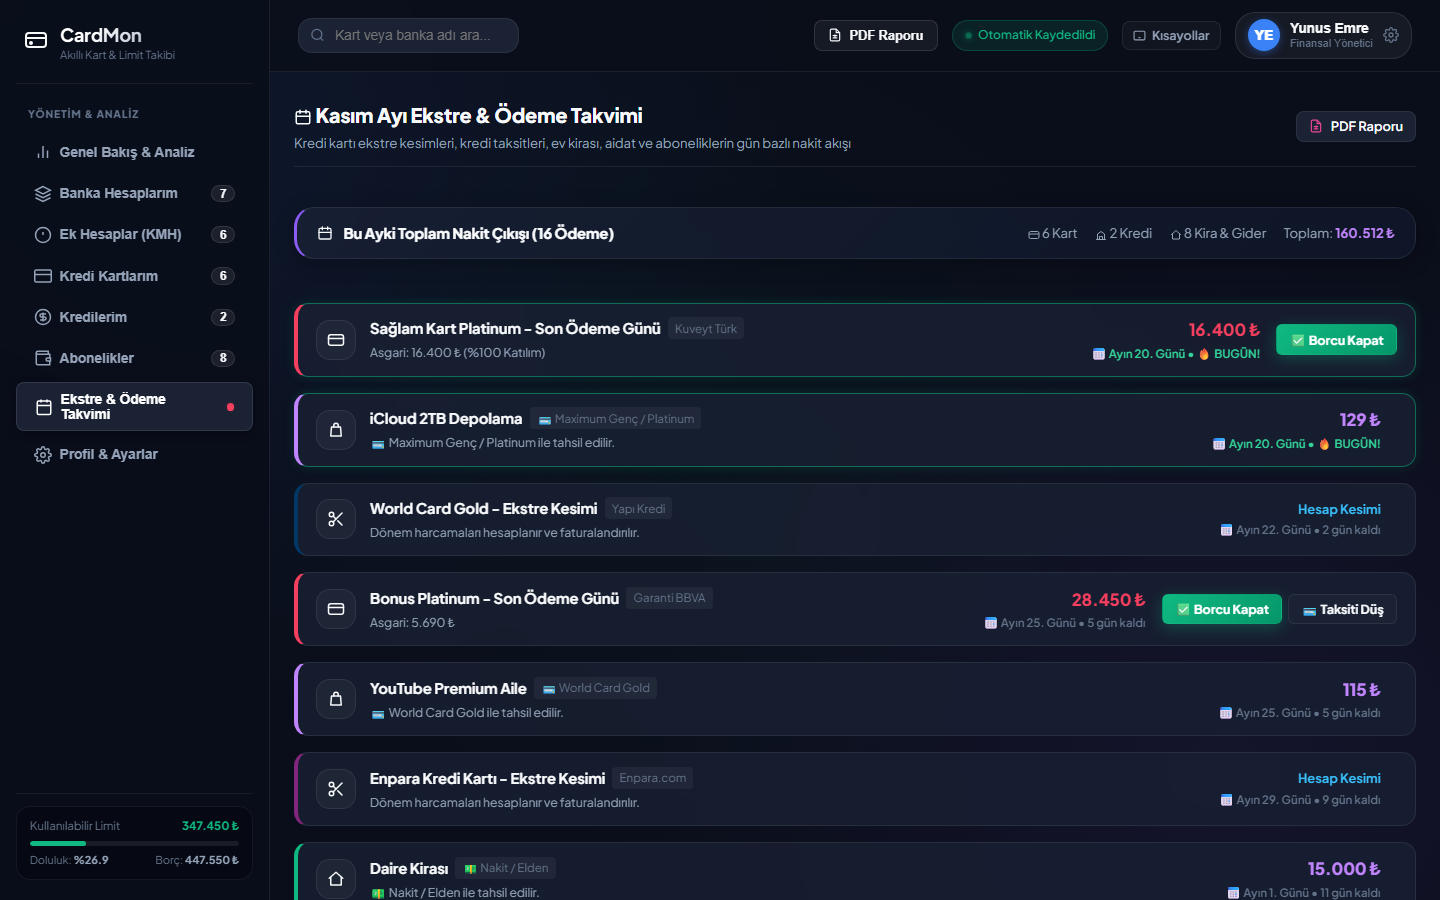 CardMon
Akıllı Kart & Limit Takibi
YÖNETİM & ANALİZ
Genel Bakış & Analiz
Banka Hesaplarım 7
Ek Hesaplar (KMH) 6
Kredi Kartlarım 6
Kredilerim 2
Abonelikler 8
Ekstre & Ödeme
Takvimi
Profil & Ayarlar
Kullanılabilir Limit 347.450 ₺
Doluluk: %26.9 Borç: 447.550 ₺
Kart veya banka adı ara...
PDF Raporu
Otomatik Kaydedildi
Kısayollar
YE
Yunus Emre
Finansal Yönetici
Kasım Ayı Ekstre & Ödeme Takvimi
Kredi kartı ekstre kesimleri, kredi taksitleri, ev kirası, aidat ve aboneliklerin gün bazlı nakit akışı
PDF Raporu
Bu Ayki Toplam Nakit Çıkışı (16 Ödeme)
6 Kart 2 Kredi 8 Kira & Gider Toplam: 160.512 ₺
Sağlam Kart Platinum - Son Ödeme Günü Kuveyt Türk
Asgari: 16.400 ₺ (%100 Katılım)
16.400 ₺
Ayın 20. Günü • 🔥 BUGÜN!
✅ Borcu Kapat
iCloud 2TB Depolama Maximum Genç / Platinum
Maximum Genç / Platinum ile tahsil edilir.
129 ₺
Ayın 20. Günü • 🔥 BUGÜN!
World Card Gold - Ekstre Kesimi Yapı Kredi
Dönem harcamaları hesaplanır ve faturalandırılır.
Hesap Kesimi
Ayın 22. Günü • 2 gün kaldı
Bonus Platinum - Son Ödeme Günü Garanti BBVA
Asgari: 5.690 ₺
28.450 ₺
Ayın 25. Günü • 5 gün kaldı
✅ Borcu Kapat
Taksiti Düş
YouTube Premium Aile World Card Gold
World Card Gold ile tahsil edilir.
115 ₺
Ayın 25. Günü • 5 gün kaldı
Enpara Kredi Kartı - Ekstre Kesimi Enpara.com
Dönem harcamaları hesaplanır ve faturalandırılır.
Hesap Kesimi
Ayın 29. Günü • 9 gün kaldı
Daire Kirası Nakit / Elden
Nakit / Elden ile tahsil edilir.
15.000 ₺
Ayın 1. Günü • 11 gün kaldı